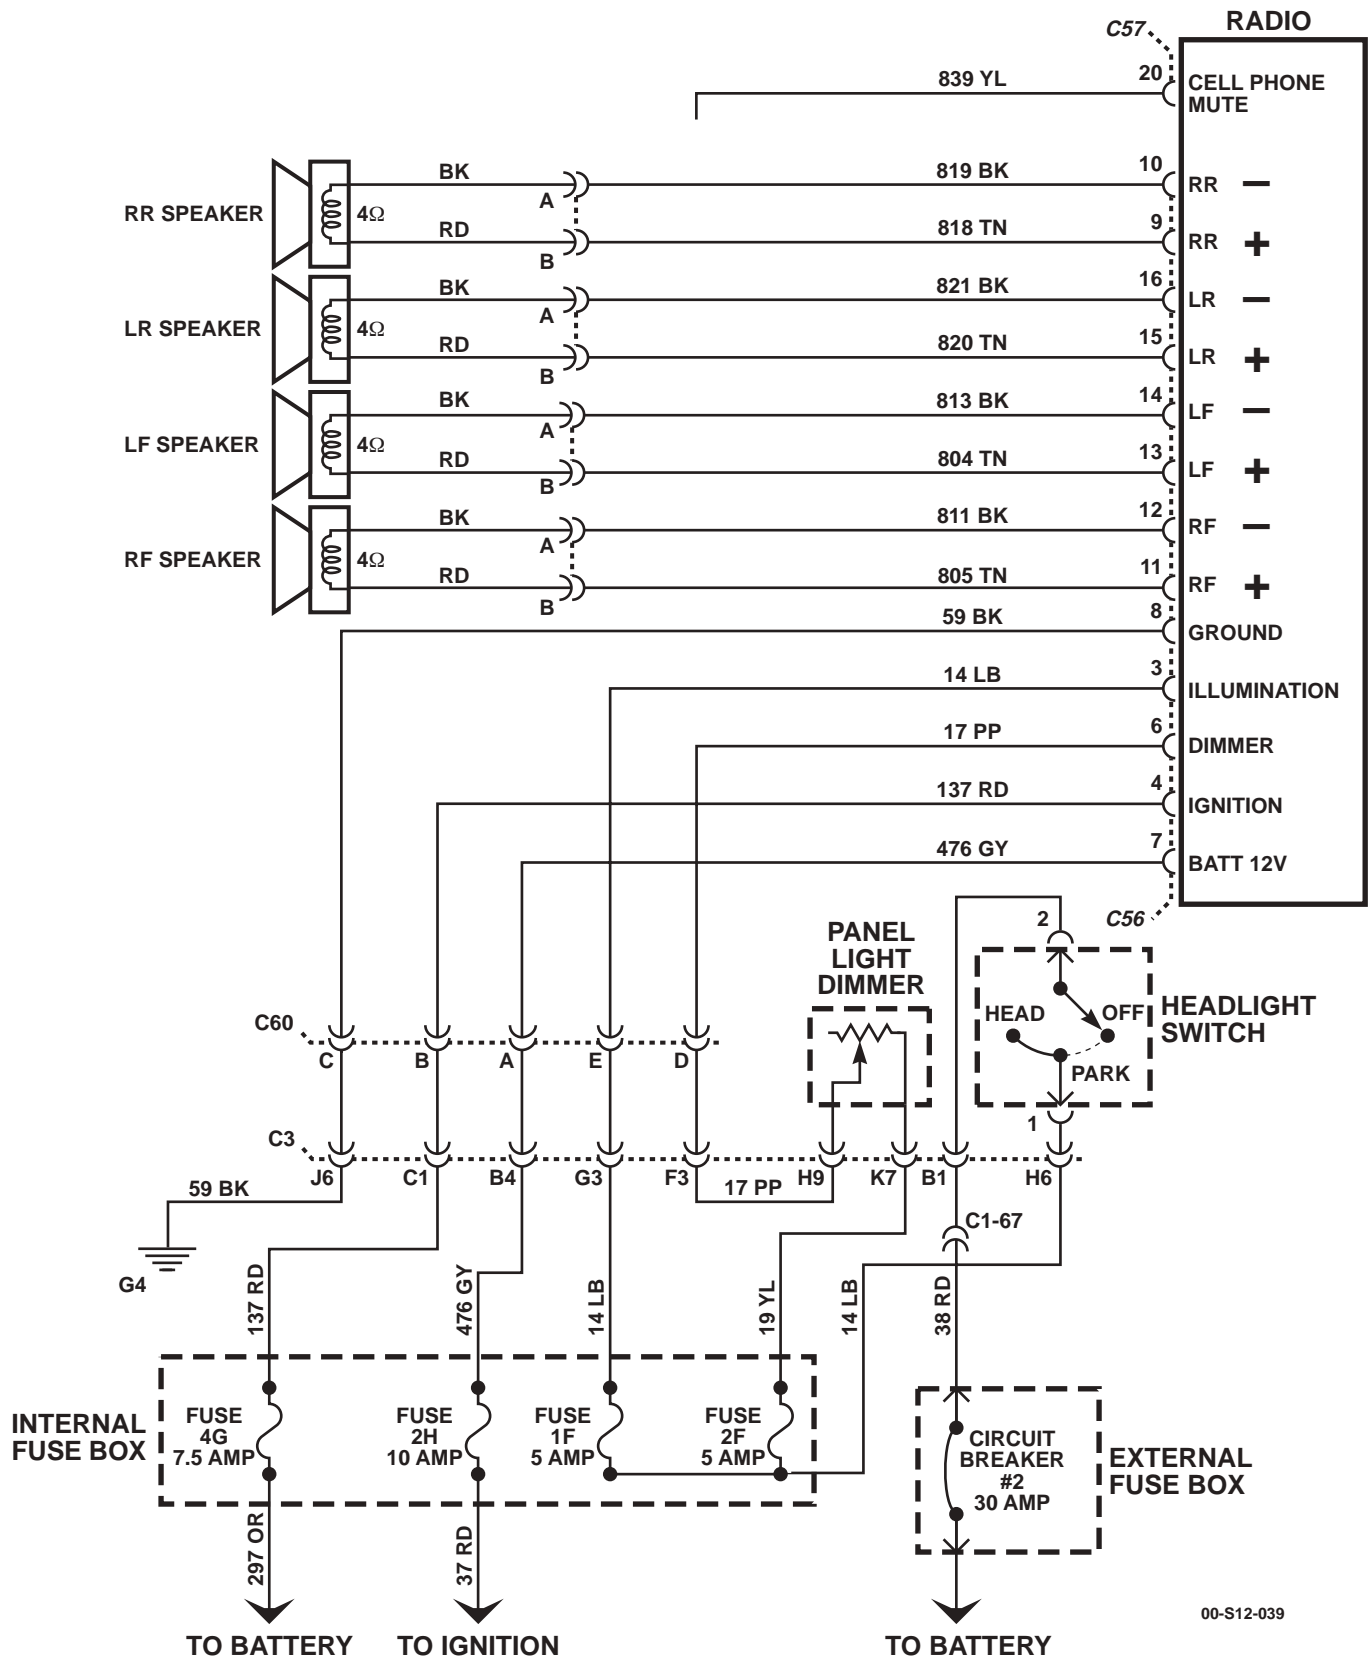 RADIO
C57
839 YL
20
CELL PHONE
MUTE
BK
A
819 BK
10
RR −
RR SPEAKER
4Ω
RD
B
818 TN
9
RR +
BK
A
821 BK
16
LR −
LR SPEAKER
4Ω
RD
B
820 TN
15
LR +
BK
A
813 BK
14
LF −
LF SPEAKER
4Ω
RD
B
804 TN
13
LF +
BK
A
811 BK
12
RF −
RF SPEAKER
4Ω
RD
B
805 TN
11
RF +
59 BK
8
GROUND
14 LB
3
ILLUMINATION
17 PP
6
DIMMER
137 RD
4
IGNITION
476 GY
7
BATT 12V
C56
2
PANEL
LIGHT
DIMMER
HEAD
OFF
PARK
HEADLIGHT
SWITCH
C60
C
B
A
E
D
1
C3
J6
C1
B4
G3
F3
H9
K7
B1
H6
59 BK
17 PP
C1-67
G4
137 RD
476 GY
14 LB
19 YL
14 LB
38 RD
INTERNAL
FUSE BOX
FUSE
4G
7.5 AMP
FUSE
2H
10 AMP
FUSE
1F
5 AMP
FUSE
2F
5 AMP
CIRCUIT
BREAKER
#2
30 AMP
EXTERNAL
FUSE BOX
297 OR
37 RD
00-S12-039
TO BATTERY
TO IGNITION
TO BATTERY